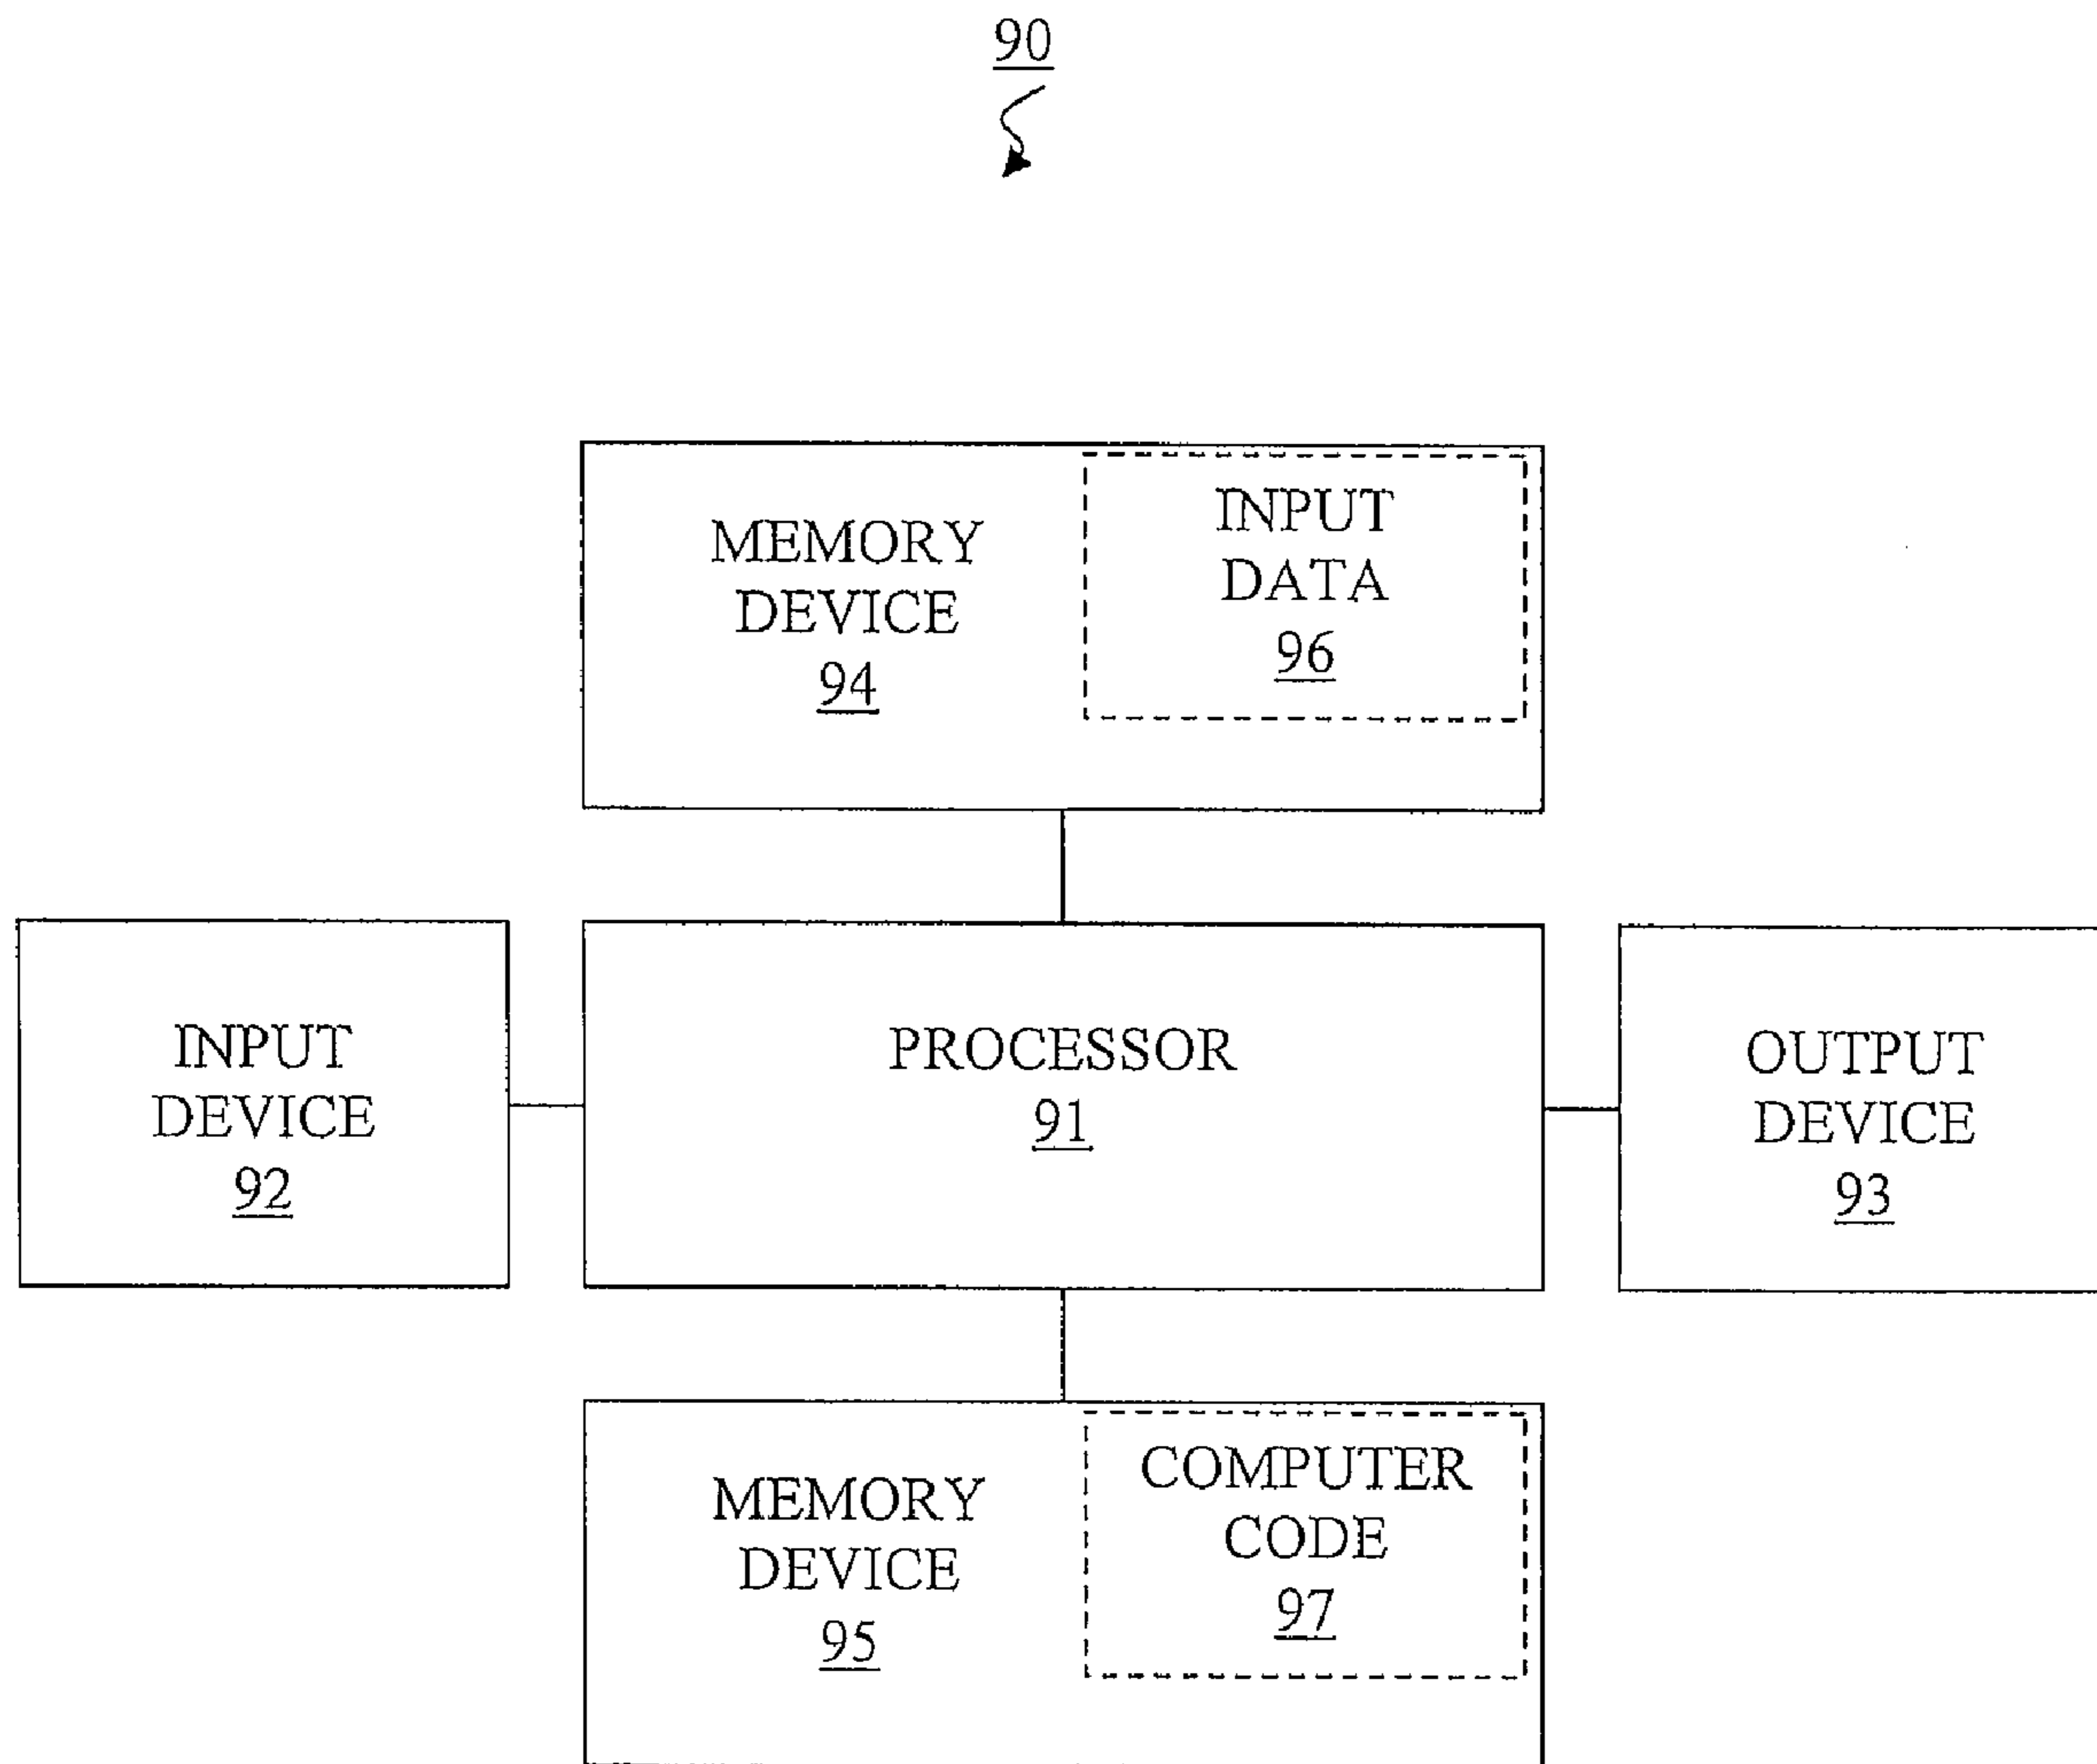 90
MEMORY
DEVICE
94
INPUT
DATA
96
INPUT
DEVICE
92
PROCESSOR
91
OUTPUT
DEVICE
93
MEMORY
DEVICE
95
COMPUTER
CODE
97